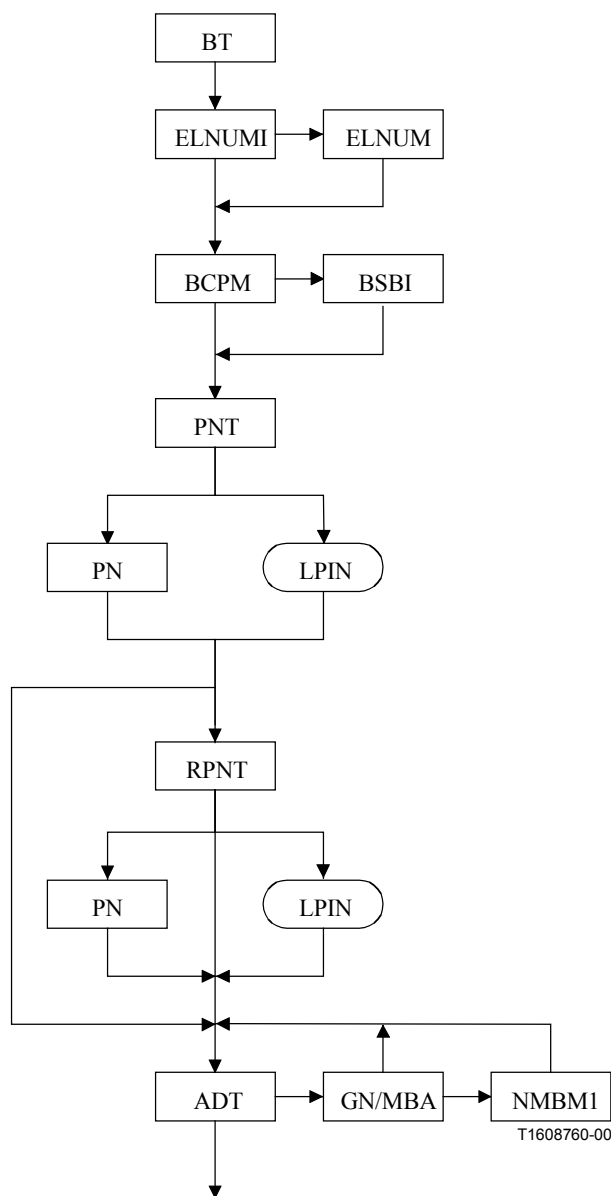 BT
ELNUMI
ELNUM
BCPM
BSBI
PNT
PN
LPIN
RPNT
PN
LPIN
ADT
GN/MBA
NMBM1
T1608760-00